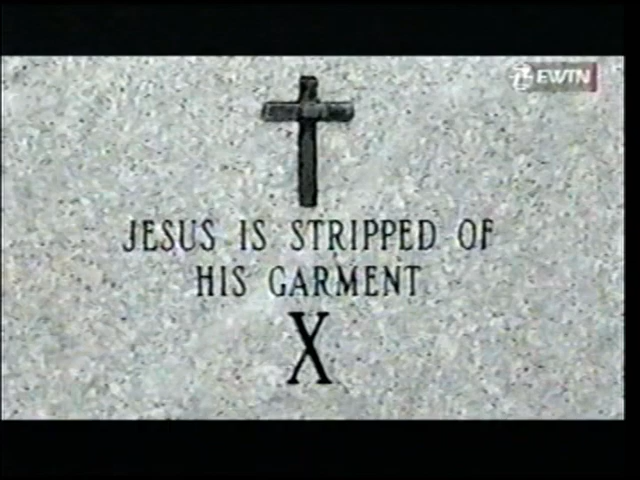 EWTN
JESUS IS STRIPPED OF
HIS GARMENT
X